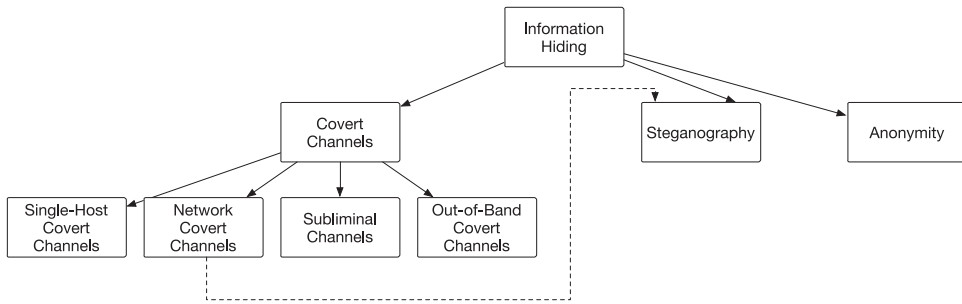 Information
Hiding
Covert
Channels
Steganography
Anonymity
Single-Host
Covert
Channels
Network
Covert
Channels
Subliminal
Channels
Out-of-Band
Covert
Channels